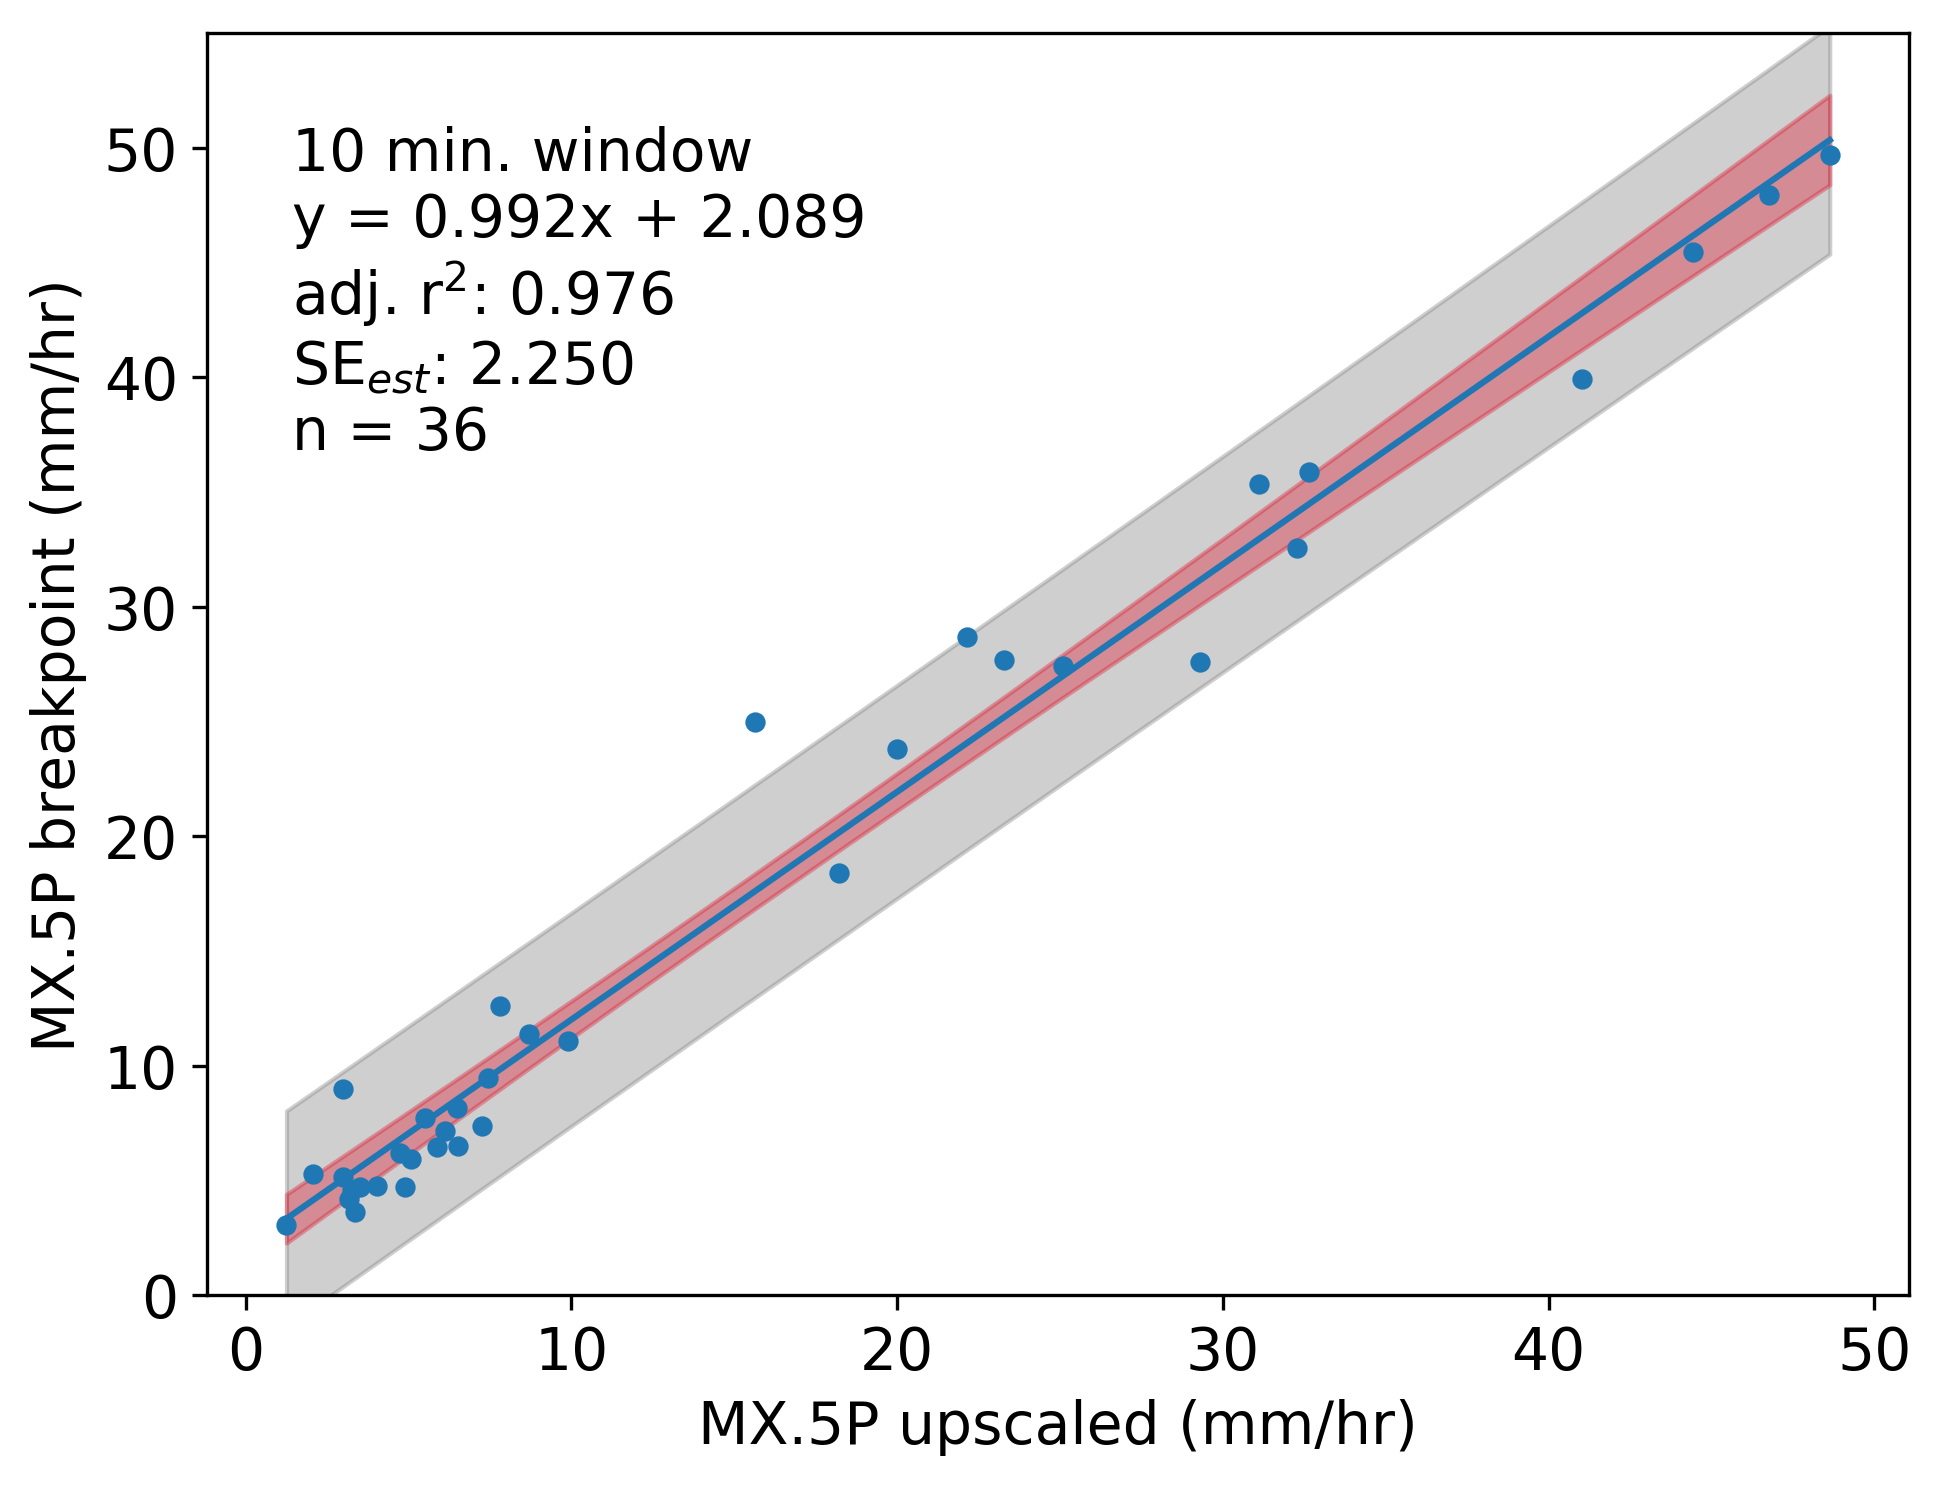 10 min. window
y = 0.992x + 2.089
adj. r²: 0.976
SEₑₛₜ: 2.250
n = 36
MX.5P breakpoint (mm/hr)
50
40
30
20
10
0
0 10 20 30 40 50
MX.5P upscaled (mm/hr)